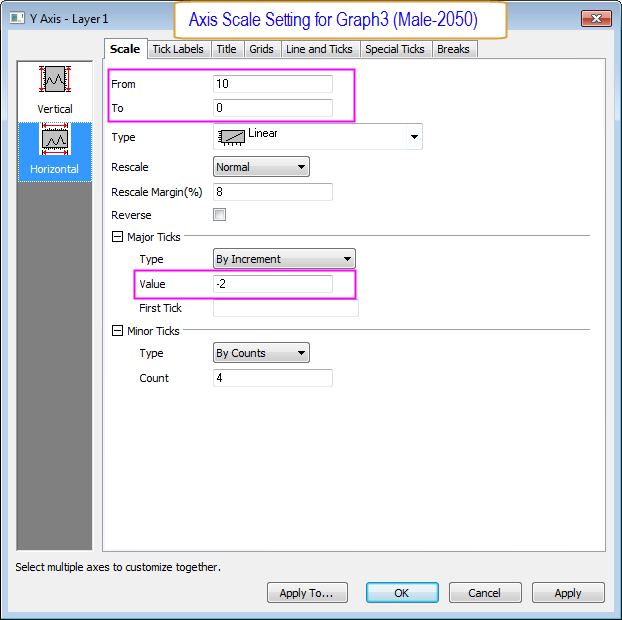 Y Axis - Layer1
Axis Scale Setting for Graph3 (Male-2050)
Scale Tick Labels Title Grids Line and Ticks Special Ticks Breaks
Vertical
Horizontal
From 10
To 0
Type Linear
Rescale Normal
Rescale Margin(%) 8
Reverse
Major Ticks
Type By Increment
Value -2
First Tick
Minor Ticks
Type By Counts
Count 4
Select multiple axes to customize together.
Apply To... OK Cancel Apply